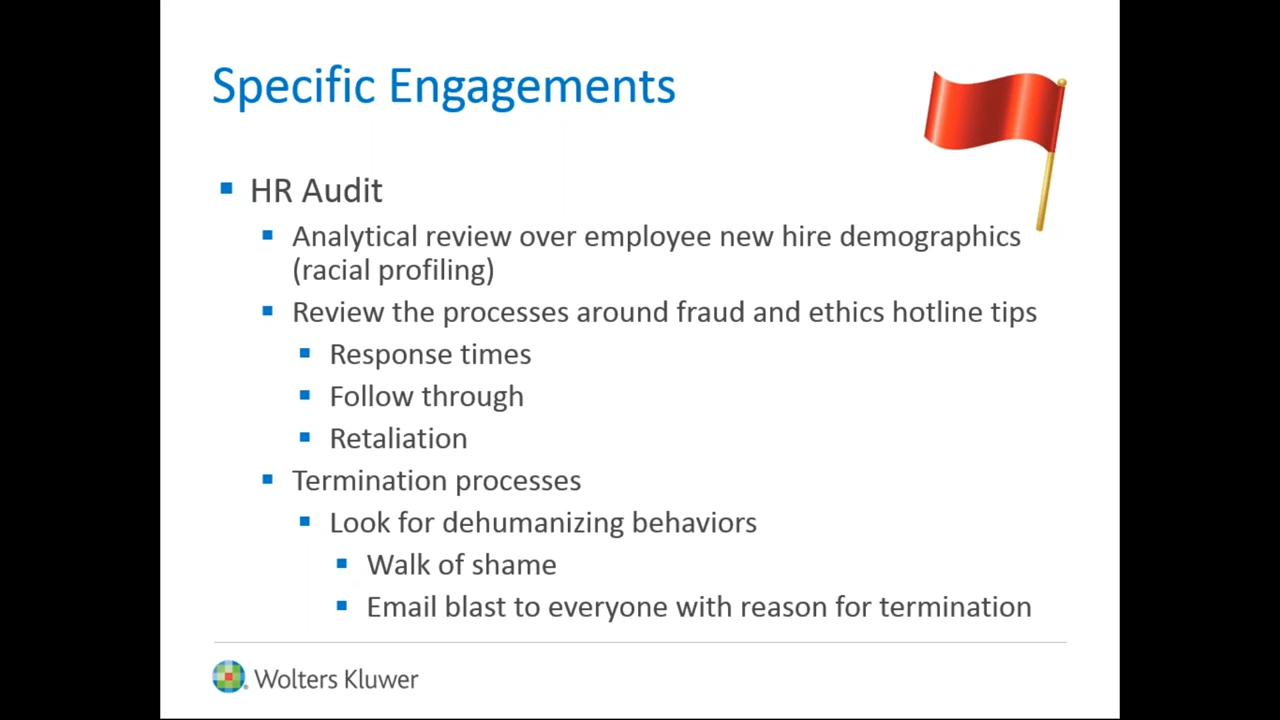 Specific Engagements
HR Audit
Analytical review over employee new hire demographics
(racial profiling)
Review the processes around fraud and ethics hotline tips
Response times
Follow through
Retaliation
Termination processes
Look for dehumanizing behaviors
Walk of shame
Email blast to everyone with reason for termination
Wolters Kluwer